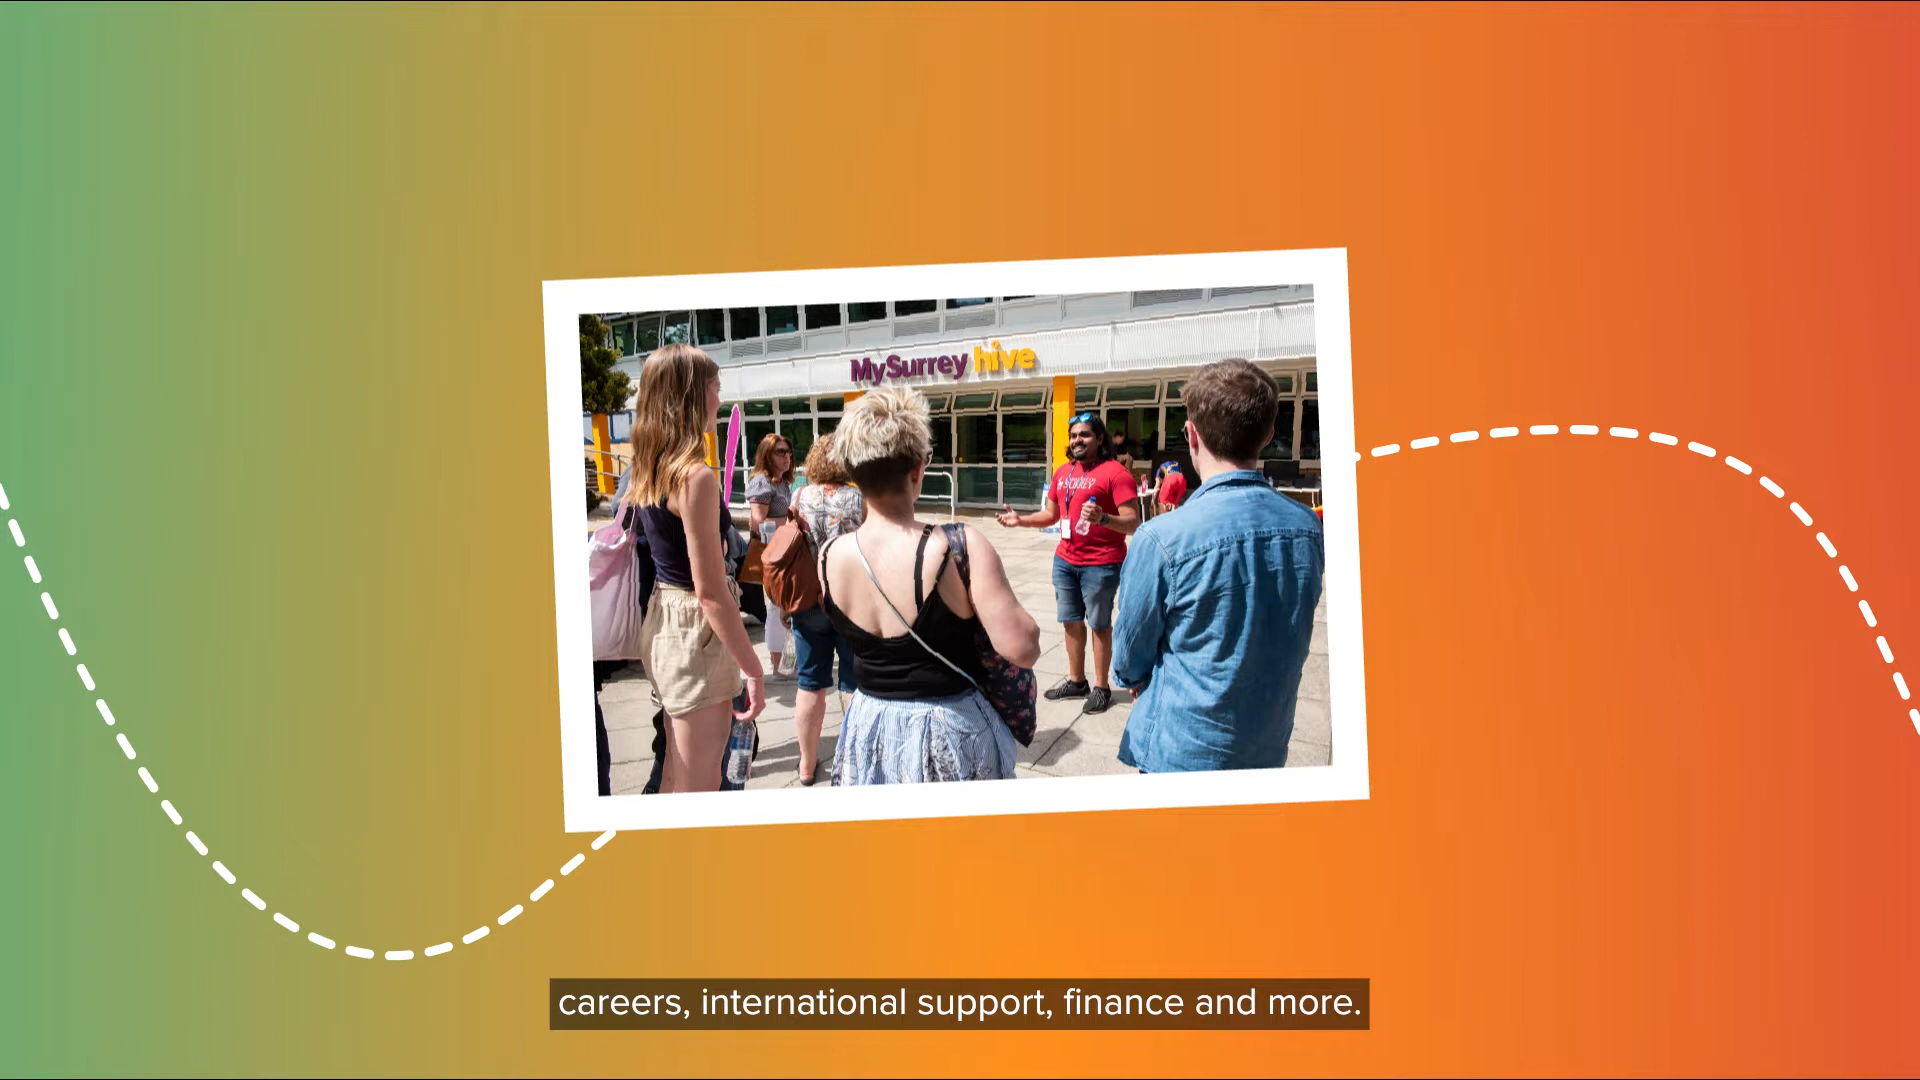 MySurrey hive
careers, international support, finance and more.